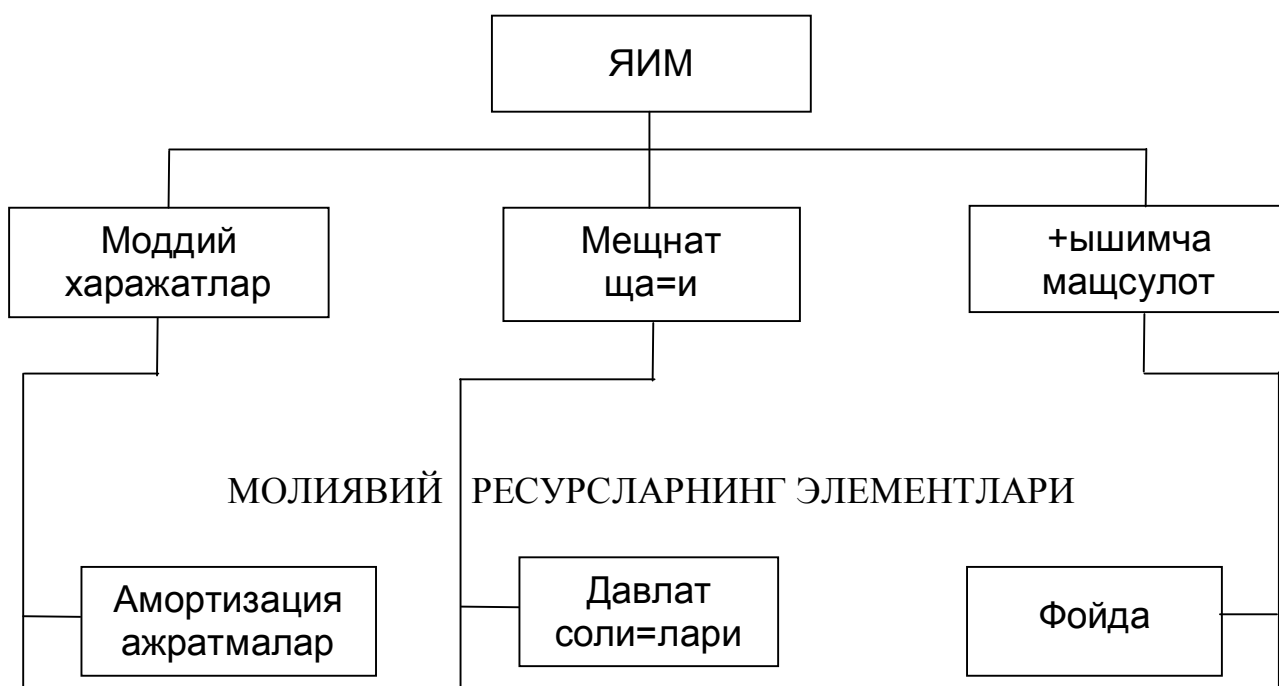 ЯИМ
Моддий
харажатлар
Мещнат
ща=и
+ышимча
мащсулот
МОЛИЯВИЙ РЕСУРСЛАРНИНГ ЭЛЕМЕНТЛАРИ
Амортизация
ажратмалар
Давлат
соли=лари
Фойда